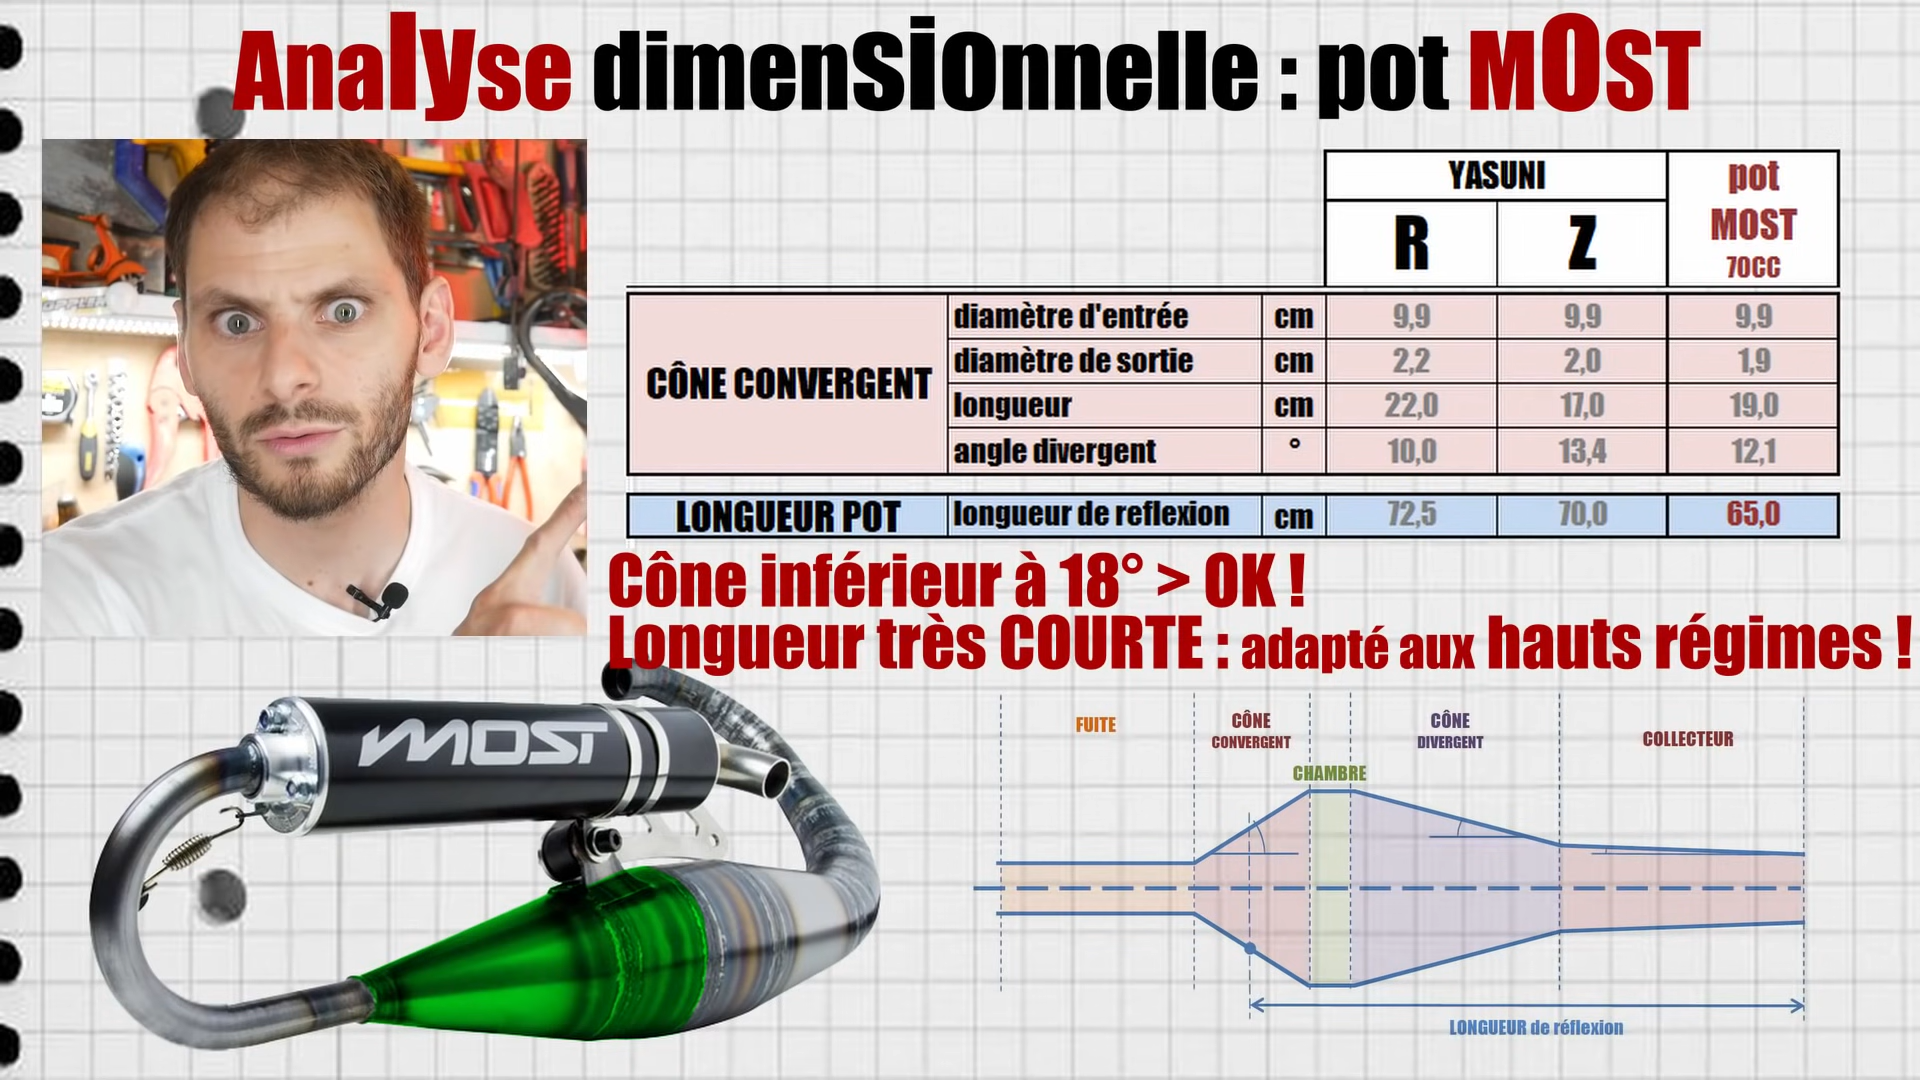 Analyse dimenSiOnnelle : pot MOST
YASUNI
pot
MOST
70CC
R
Z
CÔNE CONVERGENT
diamètre d'entrée cm 9,9 9,9 9,9
diamètre de sortie cm 2,2 2,0 1,9
longueur cm 22,0 17,0 19,0
angle divergent ° 10,0 13,4 12,1
LONGUEUR POT longueur de reflexion cm 72,5 70,0 65,0
Cône inférieur à 18° > OK !
Longueur très COURTE : adapté aux hauts régimes !
MOST
FUITE
CÔNE
CONVERGENT
CHAMBRE
CÔNE
DIVERGENT
COLLECTEUR
LONGUEUR de réflexion